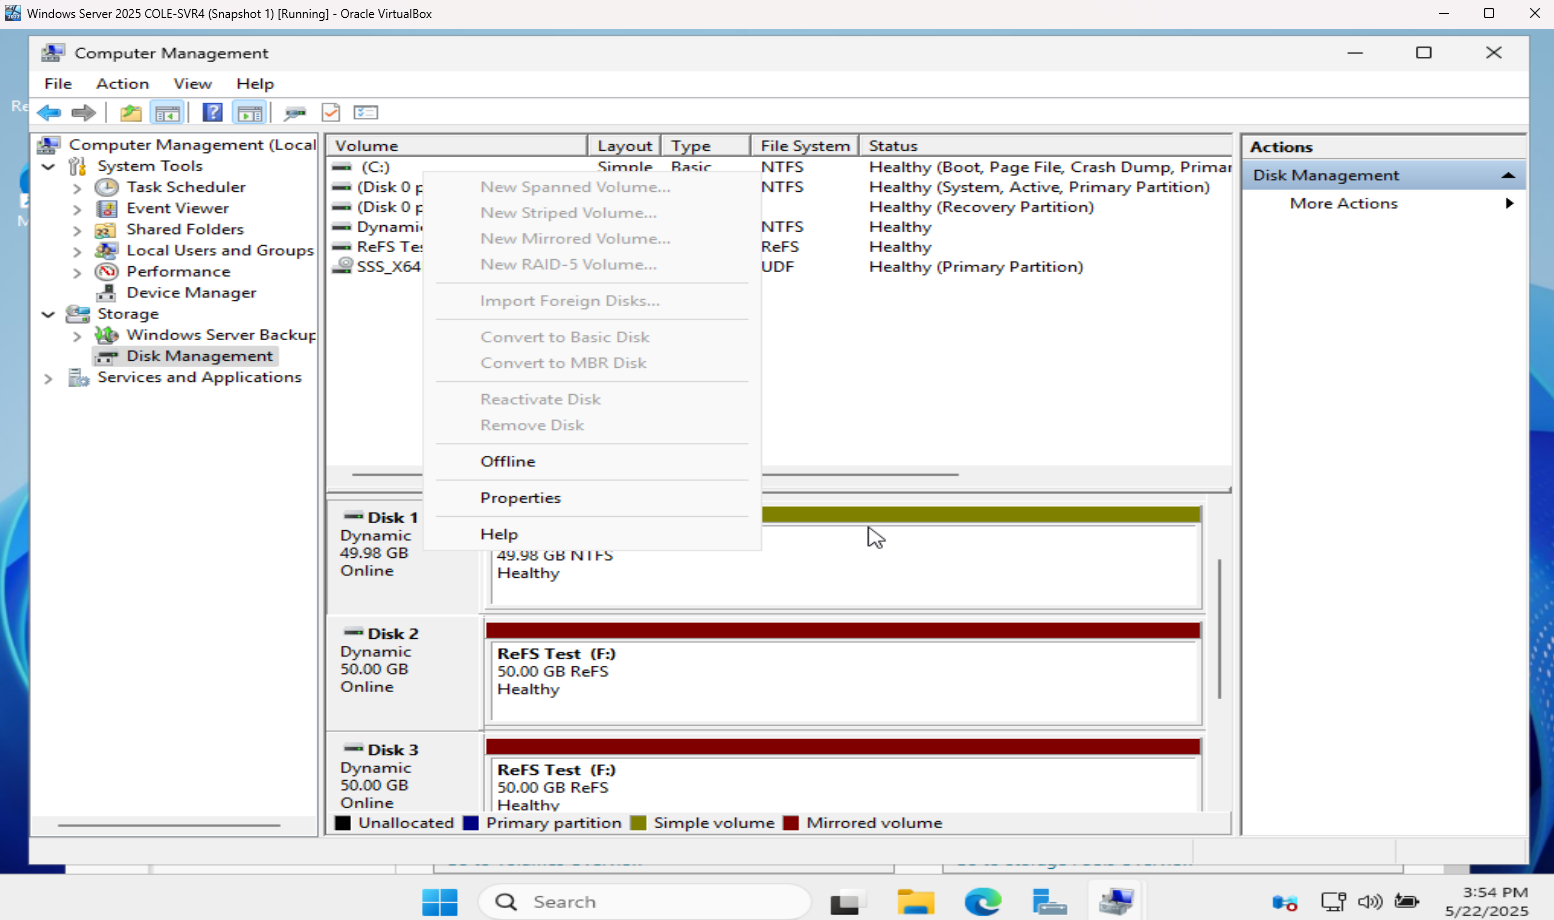 Windows Server 2025 COLE-SVR4 (Snapshot 1) [Running] - Oracle VirtualBox
Computer Management
File Action View Help
Computer Management (Local
System Tools
Task Scheduler
Event Viewer
Shared Folders
Local Users and Groups
Performance
Device Manager
Storage
Windows Server Backup
Disk Management
Services and Applications
Volume Layout Type File System Status
(C:) Simple Basic NTFS Healthy (Boot, Page File, Crash Dump, Primar
(Disk 0 p NTFS Healthy (System, Active, Primary Partition)
(Disk 0 p Healthy (Recovery Partition)
Dynami NTFS Healthy
ReFS Te ReFS Healthy
SSS_X64 UDF Healthy (Primary Partition)
New Spanned Volume...
New Striped Volume...
New Mirrored Volume...
New RAID-5 Volume...
Import Foreign Disks...
Convert to Basic Disk
Convert to MBR Disk
Reactivate Disk
Remove Disk
Offline
Properties
Help
Disk 1
Dynamic
49.98 GB
Online
49.98 GB NTFS
Healthy
Disk 2
Dynamic
50.00 GB
Online
ReFS Test (F:)
50.00 GB ReFS
Healthy
Disk 3
Dynamic
50.00 GB
Online
ReFS Test (F:)
50.00 GB ReFS
Healthy
Unallocated Primary partition Simple volume Mirrored volume
Actions
Disk Management
More Actions
Search
3:54 PM
5/22/2025